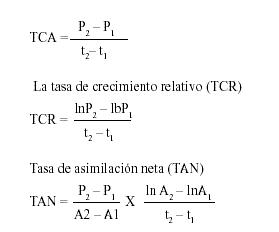 TCA = P₂ – P₁ / t₂– t₁
La tasa de crecimiento relativo (TCR)
TCR = lnP₂ – lbP₁ / t₂ – t₁
Tasa de asimilación neta (TAN)
TAN = P₂ – P₁ / A2 – A1 X ln A₂ – lnA₁ / t₂ – t₁